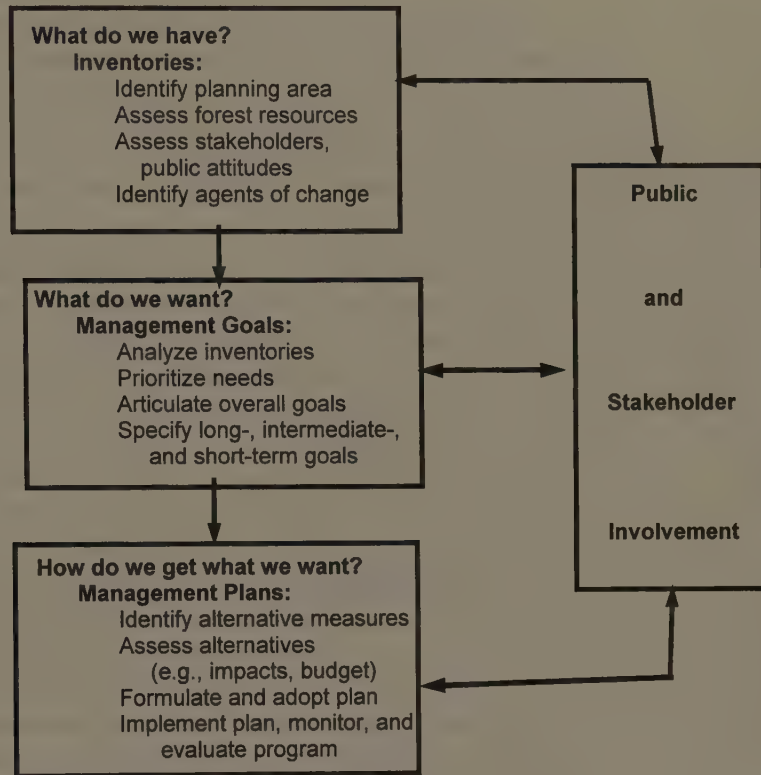 What do we have?
Inventories:
Identify planning area
Assess forest resources
Assess stakeholders,
public attitudes
Identify agents of change
What do we want?
Management Goals:
Analyze inventories
Prioritize needs
Articulate overall goals
Specify long-, intermediate-,
and short-term goals
How do we get what we want?
Management Plans:
Identify alternative measures
Assess alternatives
(e.g., impacts, budget)
Formulate and adopt plan
Implement plan, monitor, and
evaluate program
Public
and
Stakeholder
Involvement